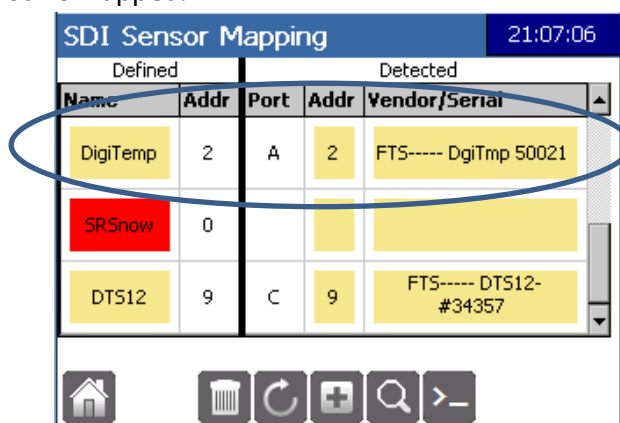 SDI Sensor Mapping 21:07:06
Defined Detected
Name Addr Port Addr Vendor/Serial
DigiTemp 2 A 2 FTS----- DgiTmp 50021
SRSnow 0
DTS12 9 C 9 FTS----- DTS12-
#34357
>_